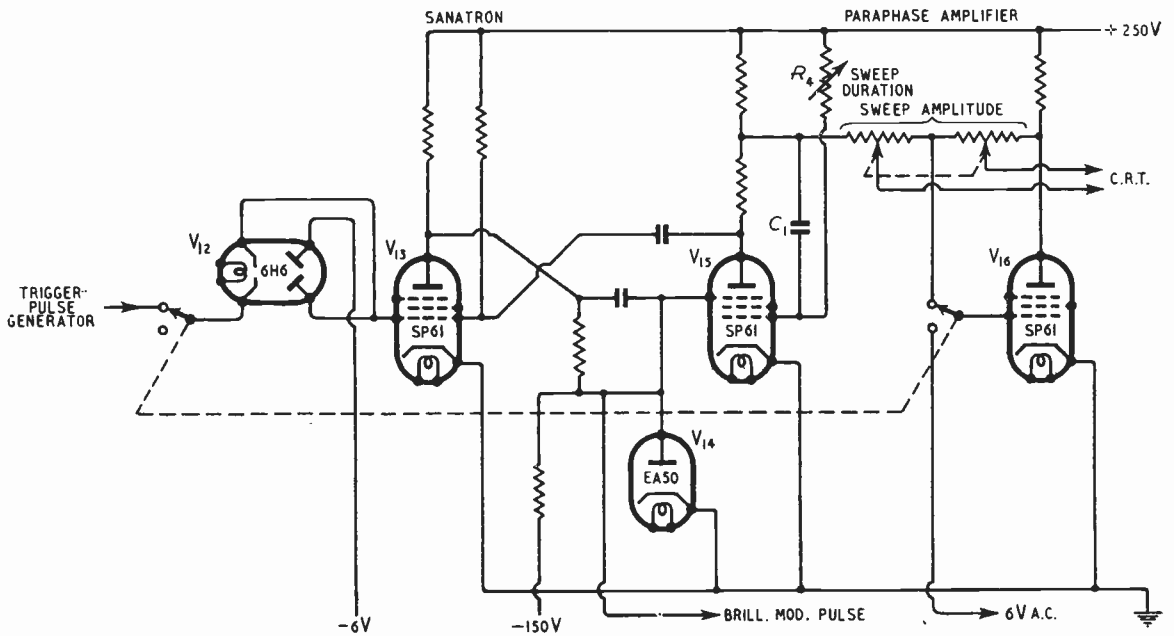 SANATRON
PARAPHASE AMPLIFIER
+ 250V
R4
SWEEP
DURATION
SWEEP AMPLITUDE
C.R.T.
V12
6H6
V13
C1
V15
V16
TRIGGER-
PULSE
GENERATOR
SP61
SP61
SP61
V14
EA50
-6V
-150V
BRILL. MOD. PULSE
6V A.C.